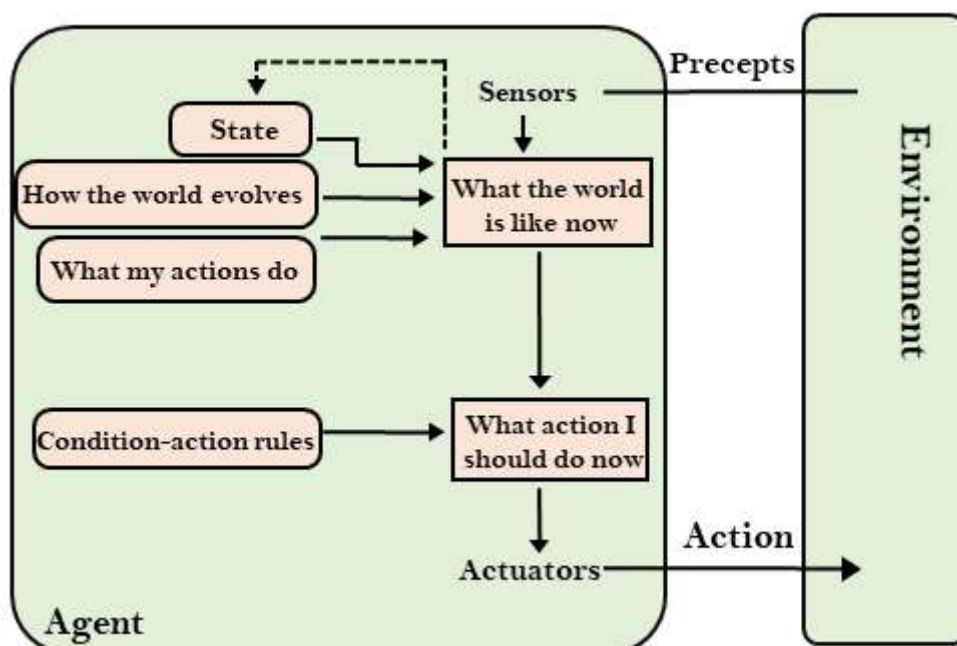 Precepts
Sensors
State
How the world evolves
What my actions do
What the world
is like now
Condition-action rules
What action I
should do now
Actuators
Action
Agent
Environment